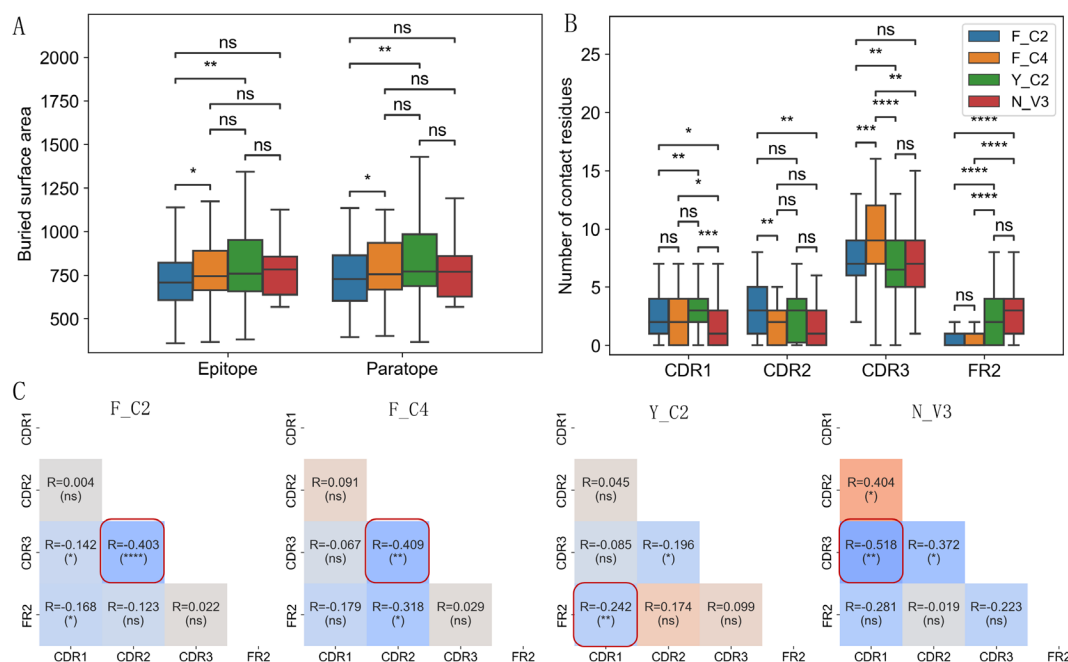 A
ns
**
ns
ns
ns
*
ns
**
ns
ns
ns
*
Buried surface area
2000
1750
1500
1250
1000
750
500
Epitope
Paratope
B
F_C2
F_C4
Y_C2
N_V3
Number of contact residues
25
20
15
10
5
0
*
**
*
ns
ns
***
**
ns
ns
ns
**
ns
ns
**
**
****
***
ns
****
****
****
****
ns
ns
CDR1
CDR2
CDR3
FR2
C
F_C2
CDR1
CDR2
CDR3
FR2
R=0.004
(ns)
R=-0.142
(*)
R=-0.403
(****)
R=-0.168
(*)
R=-0.123
(ns)
R=0.022
(ns)
CDR1
CDR2
CDR3
FR2
F_C4
CDR1
CDR2
CDR3
FR2
R=0.091
(ns)
R=-0.067
(ns)
R=-0.409
(**)
R=-0.179
(ns)
R=-0.318
(*)
R=0.029
(ns)
CDR1
CDR2
CDR3
FR2
Y_C2
CDR1
CDR2
CDR3
FR2
R=0.045
(ns)
R=-0.085
(ns)
R=-0.196
(*)
R=-0.242
(**)
R=0.174
(ns)
R=0.099
(ns)
CDR1
CDR2
CDR3
FR2
N_V3
CDR1
CDR2
CDR3
FR2
R=0.404
(*)
R=-0.518
(**)
R=-0.372
(*)
R=-0.281
(ns)
R=-0.019
(ns)
R=-0.223
(ns)
CDR1
CDR2
CDR3
FR2